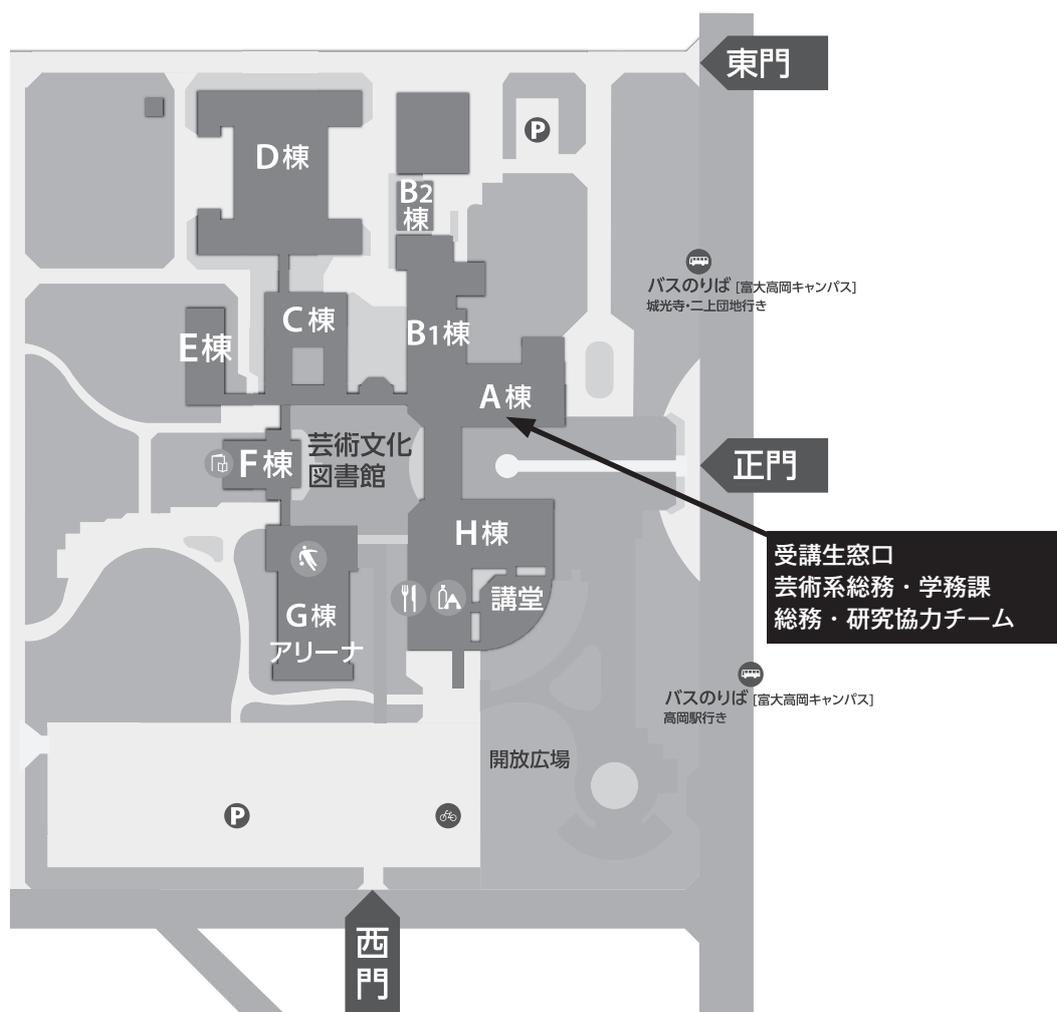 東門
P
D棟
B2
棟
バスのりば [富大高岡キャンパス]
城光寺・二上団地行き
C棟
B1棟
E棟
A棟
芸術文化
図書館
F棟
正門
H棟
受講生窓口
芸術系総務・学務課
総務・研究協力チーム
講堂
G棟
アリーナ
バスのりば [富大高岡キャンパス]
高岡駅行き
開放広場
P
西
門